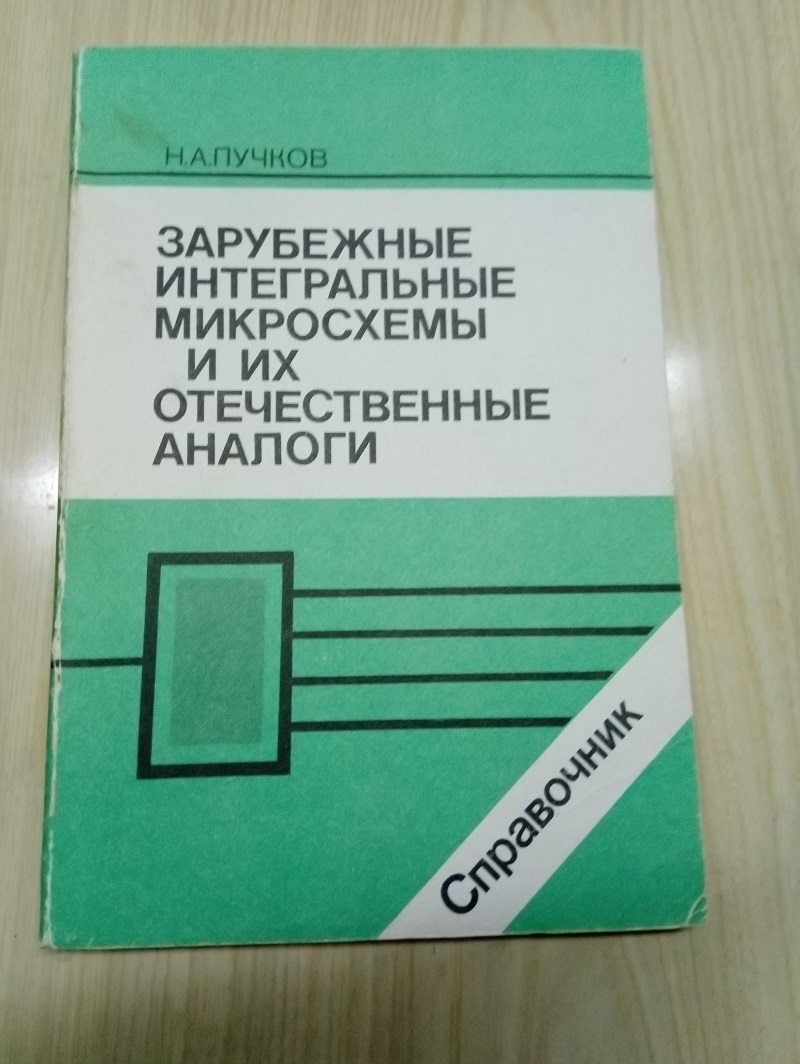 Н.А.ПУЧКОВ
ЗАРУБЕЖНЫЕ
ИНТЕГРАЛЬНЫЕ
МИКРОСХЕМЫ
И ИХ
ОТЕЧЕСТВЕННЫЕ
АНАЛОГИ
Справочник